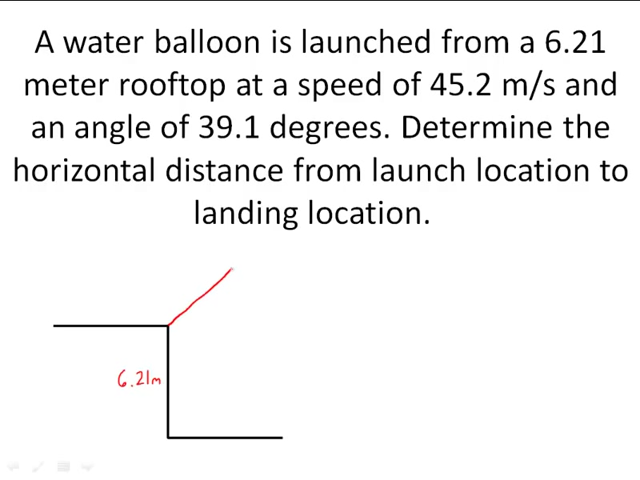 A water balloon is launched from a 6.21
meter rooftop at a speed of 45.2 m/s and
an angle of 39.1 degrees. Determine the
horizontal distance from launch location to
landing location.
6.21m